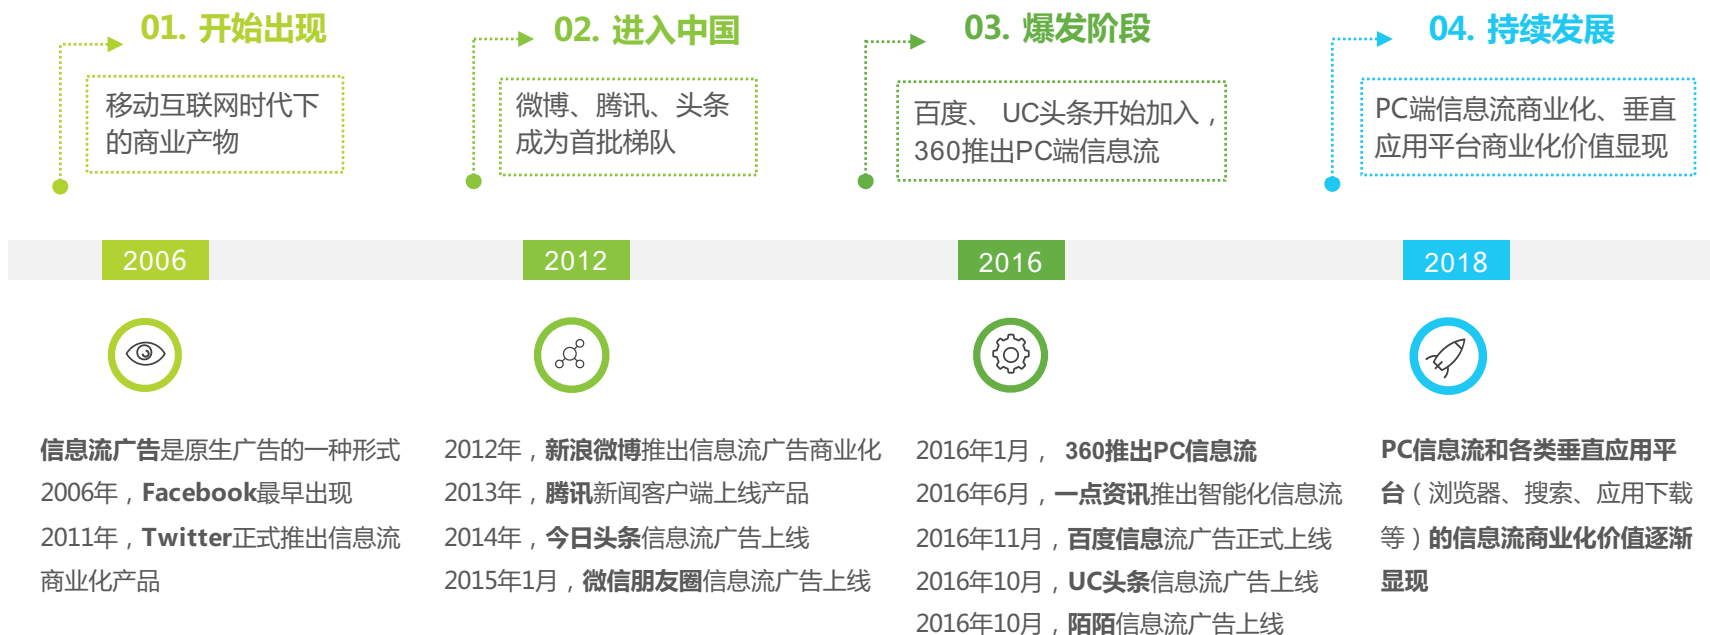 01. 开始出现
移动互联网时代下
的商业产物
02. 进入中国
微博、腾讯、头条
成为首批梯队
03. 爆发阶段
百度、 UC头条开始加入，
360推出PC端信息流
04. 持续发展
PC端信息流商业化、垂直
应用平台商业化价值显现
2006
2012
2016
2018
信息流广告是原生广告的一种形式
2006年，Facebook最早出现
2011年，Twitter正式推出信息流
商业化产品
2012年，新浪微博推出信息流广告商业化
2013年，腾讯新闻客户端上线产品
2014年，今日头条信息流广告上线
2015年1月，微信朋友圈信息流广告上线
2016年1月， 360推出PC信息流
2016年6月，一点资讯推出智能化信息流
2016年11月，百度信息流广告正式上线
2016年10月，UC头条信息流广告上线
2016年10月，陌陌信息流广告上线
PC信息流和各类垂直应用平
台（浏览器、搜索、应用下载
等）的信息流商业化价值逐渐
显现